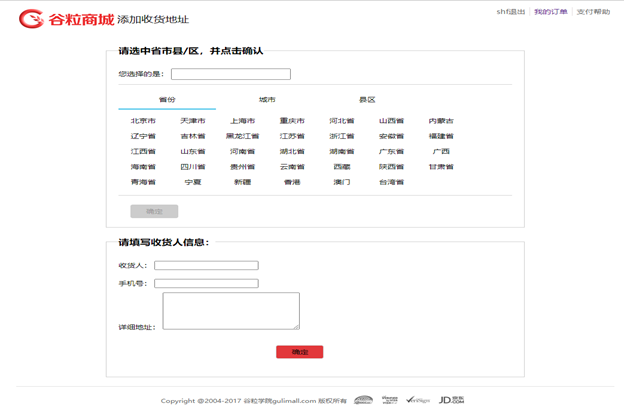 谷粒商城 添加收货地址
shf退出 我的订单 支付帮助
请选中省市县/区，并点击确认
您选择的是：
省份 城市 县区
北京市 天津市 上海市 重庆市 河北省 山西省 内蒙古
辽宁省 吉林省 黑龙江省 江苏省 浙江省 安徽省 福建省
江西省 山东省 河南省 湖北省 湖南省 广东省 广西
海南省 四川省 贵州省 云南省 西藏 陕西省 甘肃省
青海省 宁夏 新疆 香港 澳门 台湾省
确定
请填写收货人信息：
收货人：
手机号：
详细地址：
确定
Copyright @2004-2017 谷粒学院gulimall.com 版权所有 VeriSign JD京东.COM